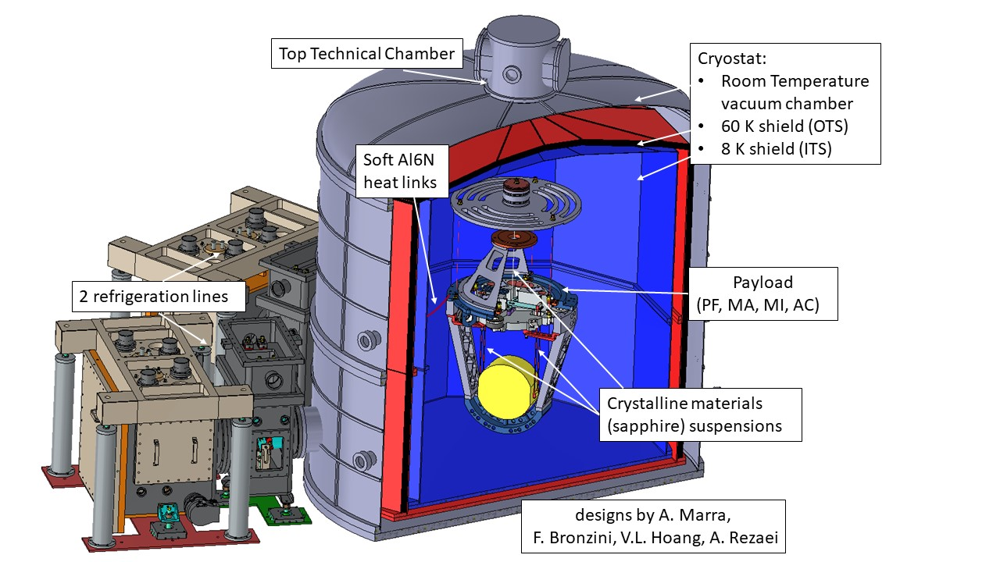 Top Technical Chamber
Cryostat:
• Room Temperature
vacuum chamber
• 60 K shield (OTS)
• 8 K shield (ITS)
Soft Al6N
heat links
2 refrigeration lines
Payload
(PF, MA, MI, AC)
Crystalline materials
(sapphire) suspensions
designs by A. Marra,
F. Bronzini, V.L. Hoang, A. Rezaei